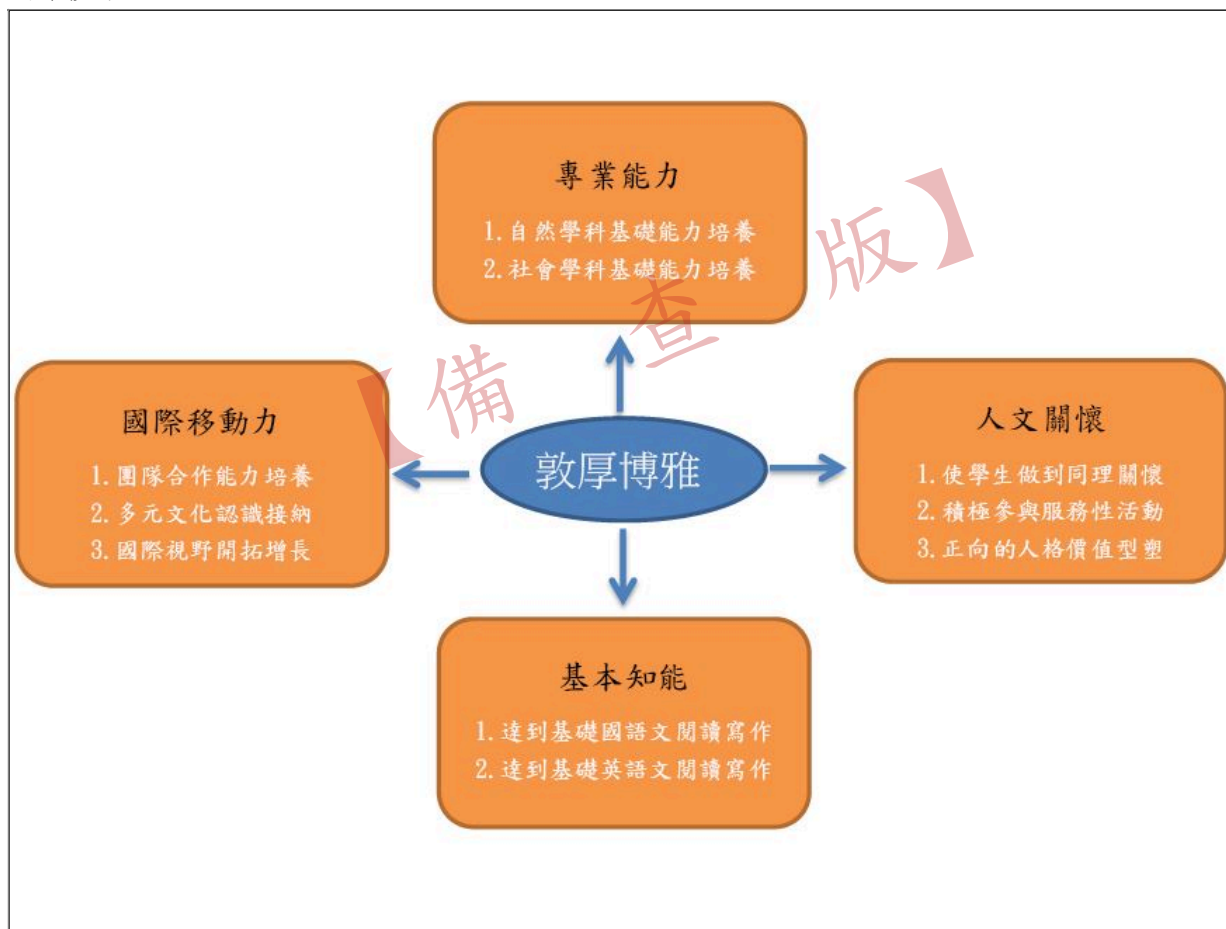 專業能力
1.自然學科基礎能力培養
2.社會學科基礎能力培養
【備查版】
國際移動力
1.團隊合作能力培養
2.多元文化認識接納
3.國際視野開拓增長
敦厚博雅
人文關懷
1.使學生做到同理關懷
2.積極參與服務性活動
3.正向的人格價值型塑
基本知能
1.達到基礎國語文閱讀寫作
2.達到基礎英語文閱讀寫作